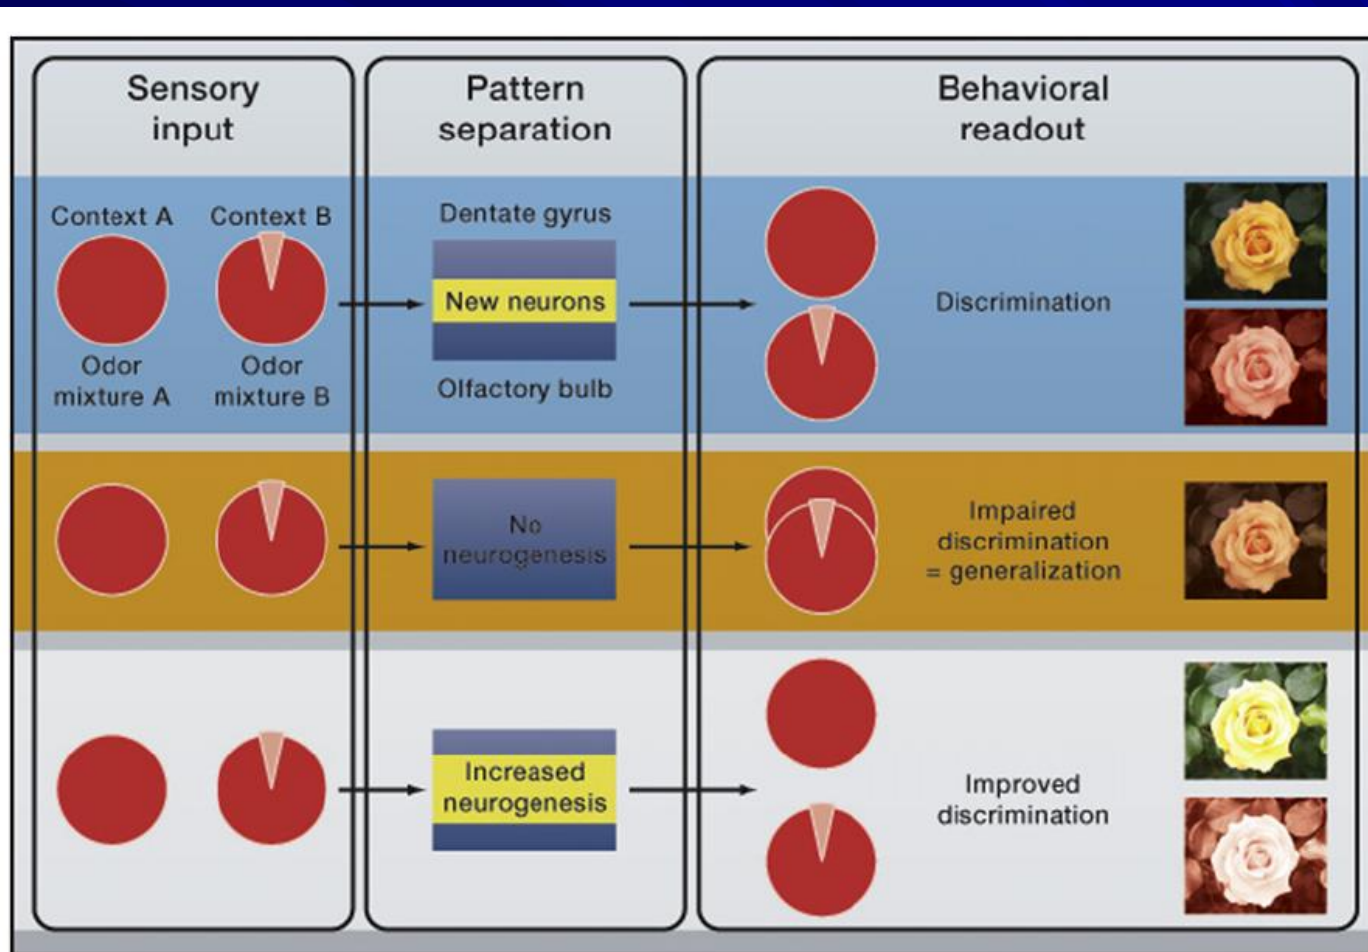 Sensory
input
Pattern
separation
Behavioral
readout
Context A
Context B
Odor
mixture A
Odor
mixture B
Dentate gyrus
New neurons
Olfactory bulb
Discrimination
No
neurogenesis
Impaired
discrimination
= generalization
Increased
neurogenesis
Improved
discrimination